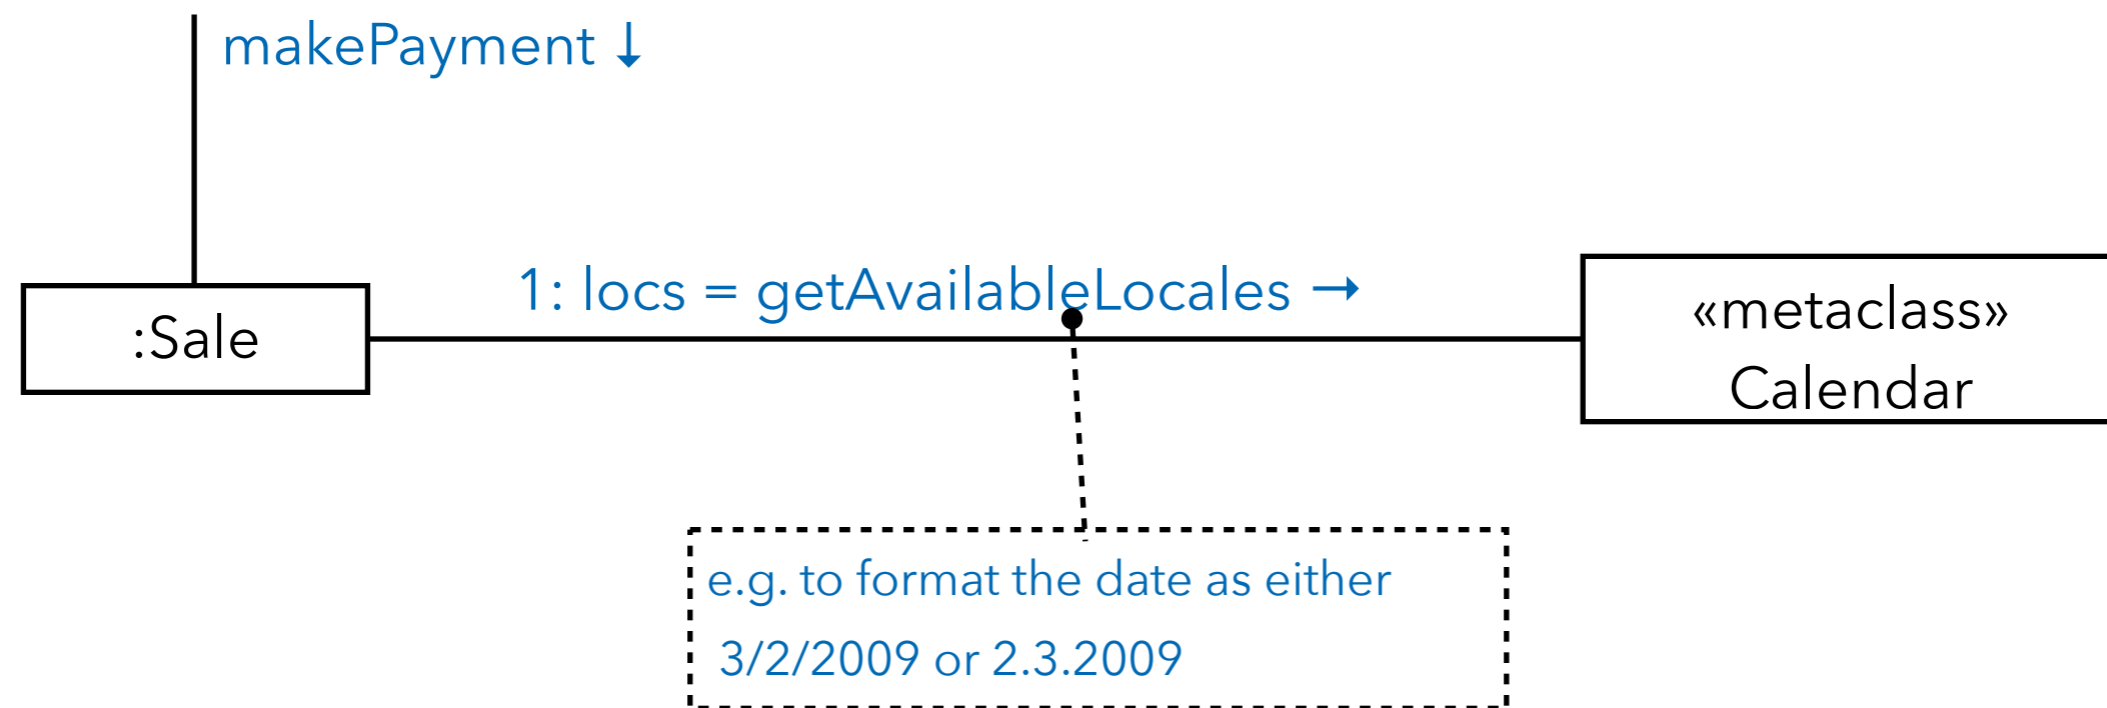 makePayment ↓
1: locs = getAvailableLocales →
:Sale
«metaclass»
Calendar
e.g. to format the date as either
3/2/2009 or 2.3.2009